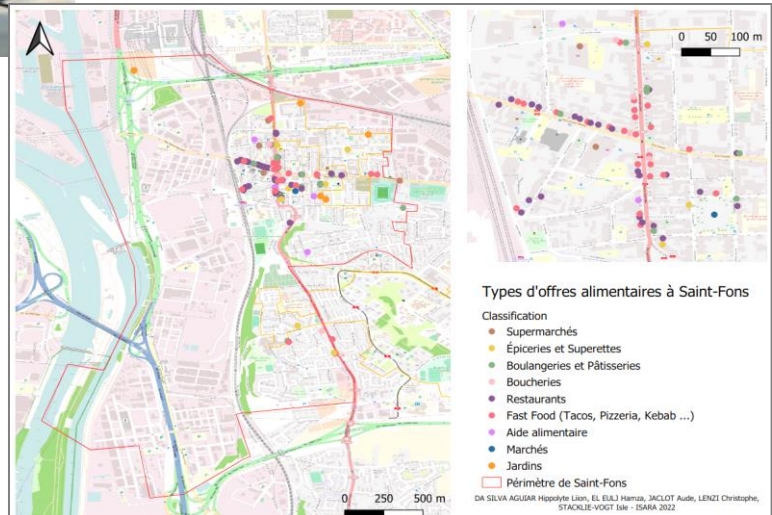 0 50 100 m
Types d'offres alimentaires à Saint-Fons
Classification
Supermarchés
Épiceries et Superettes
Boulangeries et Pâtisseries
Boucheries
Restaurants
Fast Food (Tacos, Pizzeria, Kebab ...)
Aide alimentaire
Marchés
Jardins
Périmètre de Saint-Fons
0 250 500 m
DA SILVA AGUIAR Hippolyte Lion, EL EULJ Hamza, JACLOT Aude, LENZI Christophe,
STACKLIE-VOGT Isle - ISARA 2022